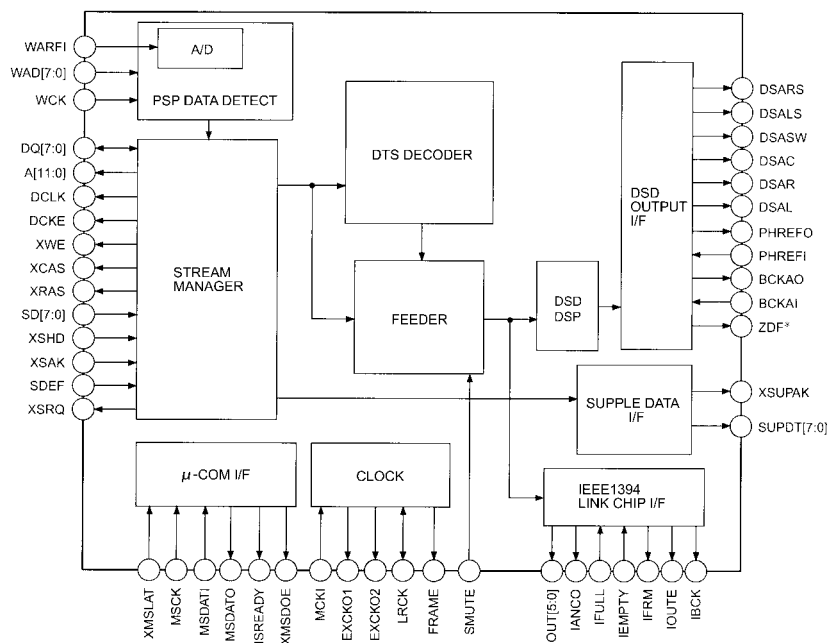 WARFI
WAD[7:0]
WCK
DQ[7:0]
A[11:0]
DCLK
DCKE
XWE
XCAS
XRAS
SD[7:0]
XSHD
XSAK
SDEF
XSRQ
A/D
PSP DATA DETECT
STREAM
MANAGER
DTS DECODER
FEEDER
DSD
DSP
DSD
OUTPUT
I/F
SUPPLE DATA
I/F
μ-COM I/F
CLOCK
IEEE1394
LINK CHIP I/F
DSARS
DSALS
DSASW
DSAC
DSAR
DSAL
PHREFO
PHREFi
BCKAO
BCKAI
ZDF*
XSUPAK
SUPDT[7:0]
XMSLAT
MSCK
MSDATi
MSDATO
ISREADY
XMSDOE
MCKI
EXCKO1
EXCKO2
LRCK
FRAME
SMUTE
OUT[5:0]
IANCO
IFULL
IEMPTY
IFRM
IOUTE
IBCK